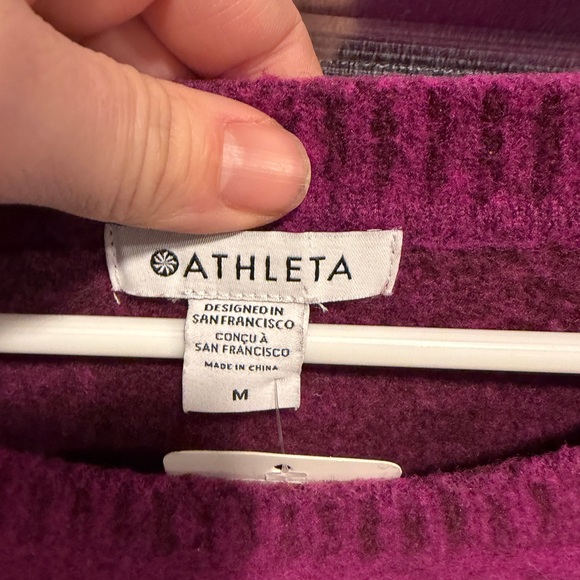 ATHLETA
DESIGNED IN
SAN FRANCISCO
CONÇU À
SAN FRANCISCO
MADE IN CHINA
M